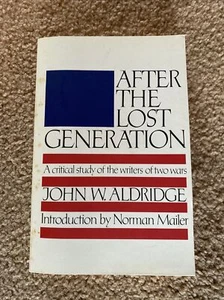 AFTER
THE
LOST
GENERATION
A critical study of the writers of two wars
JOHN W. ALDRIDGE
Introduction by Norman Mailer